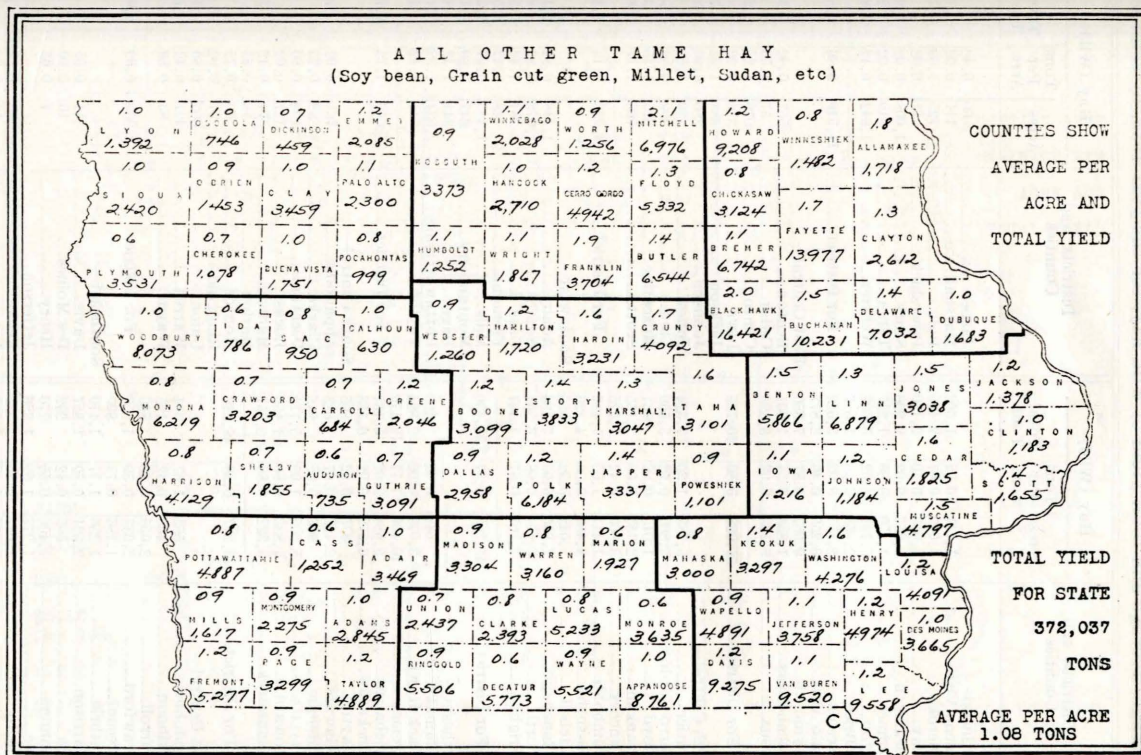 ALL OTHER TAME HAY
(Soy bean, Grain cut green, Millet, Sudan, etc)
COUNTIES SHOW
AVERAGE PER
ACRE AND
TOTAL YIELD
1.0 LYON 1.392
1.0 OSCEOLA 746
0.7 DICKINSON 459
1.2 EMMET 2.085
0.9 KOSSUTH 3373
1.1 WINNEBAGO 2,028
0.9 WORTH 1.256
2.1 MITCHELL 6.976
1.2 HOWARD 9,208
0.8 WINNESHIEK 1.482
1.8 ALLAMAKEE 1,718
1.0 SIOUX 2.420
0.9 O'BRIEN 1.453
1.0 CLAY 3.459
1.1 PALO ALTO 2.300
1.0 HANCOCK 2,710
1.2 CERRO GORDO 4.942
1.3 FLOYD 5.332
0.8 CHICKASAW 3,124
1.7 FAYETTE 13977
1.3 CLAYTON 2,612
0.6 PLYMOUTH 3.531
0.7 CHEROKEE 1.078
1.0 BUENA VISTA 1,751
0.8 POCAHONTAS 999
1.1 HUMBOLDT 1.252
1.1 WRIGHT 1.867
1.9 FRANKLIN 3.704
1.4 BUTLER 6.544
1.1 BREMER 6.742
1.0 WOODBURY 8.073
0.6 IDA 786
0.8 SAC 950
1.0 CALHOUN 630
0.9 WEBSTER 1.260
1.2 HAMILTON 1,720
1.6 HARDIN 3.231
1.7 GRUNDY 4.092
2.0 BLACK HAWK 16,421
1.5 BUCHANAN 10,231
1.4 DELAWARE 7.032
1.0 DUBUQUE 1.683
0.8 MONONA 6.219
0.7 CRAWFORD 3.203
0.7 CARROLL 684
1.2 GREENE 2.046
1.2 BOONE 3.099
1.4 STORY 3.833
1.3 MARSHALL 3.047
1.6 TAMA 3.101
1.5 BENTON 5.866
1.3 LINN 6,879
1.5 JONES 3,038
1.2 JACKSON 1.378
1.0 CLINTON 1,183
0.8 HARRISON 4.129
0.7 SHELBY 1.855
0.6 AUDUBON 735
0.7 GUTHRIE 3,091
0.9 DALLAS 2.958
1.2 POLK 6,184
1.4 JASPER 3.337
0.9 POWESHIEK 1,101
1.1 IOWA 1.216
1.2 JOHNSON 1,184
1.6 CEDAR 1.825
1.4 SCOTT 1.655
1.5 MUSCATINE 4.797
0.8 POTTAWATTAMIE 4.887
0.6 CASS 1,252
1.0 ADAIR 3.469
0.9 MADISON 3304
0.8 WARREN 3.160
0.6 MARION 1.927
0.8 MAHASKA 3.000
1.4 KEOKUK 3.297
1.6 WASHINGTON 4.276
1.2 LOUISA 4.091
0.9 MILLS 1,617
0.9 MONTGOMERY 2,275
1.0 ADAMS 2.845
0.7 UNION 2.437
0.8 CLARKE 2.393
0.8 LUCAS 5.233
0.6 MONROE 3.635
0.9 WAPELLO 4.891
1.1 JEFFERSON 3.758
1.2 HENRY 4974
1.0 DES MOINES 3.665
1.2 FREMONT 5.277
0.9 PAGE 3,299
1.2 TAYLOR 4.889
0.9 RINGGOLD 5.506
0.6 DECATUR 5.773
0.9 WAYNE 5.521
1.0 APPANOOSE 8.761
1.2 DAVIS 9.275
1.1 VAN BUREN 9.520
1.2 LEE 9.558
C
TOTAL YIELD
FOR STATE
372,037
TONS
AVERAGE PER ACRE
1.08 TONS